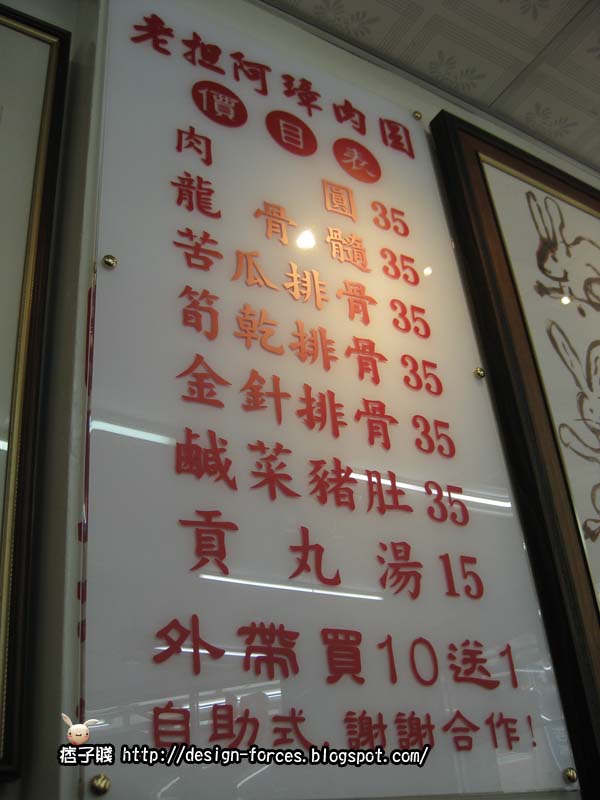 老担阿璋肉圓
價目表
肉圓 35
龍骨髓 35
苦瓜排骨 35
筍乾排骨 35
金針排骨 35
鹹菜豬肚 35
貢丸湯 15
外帶買10送1
自助式,謝謝合作!
痞子賤 http://design-forces.blogspot.com/